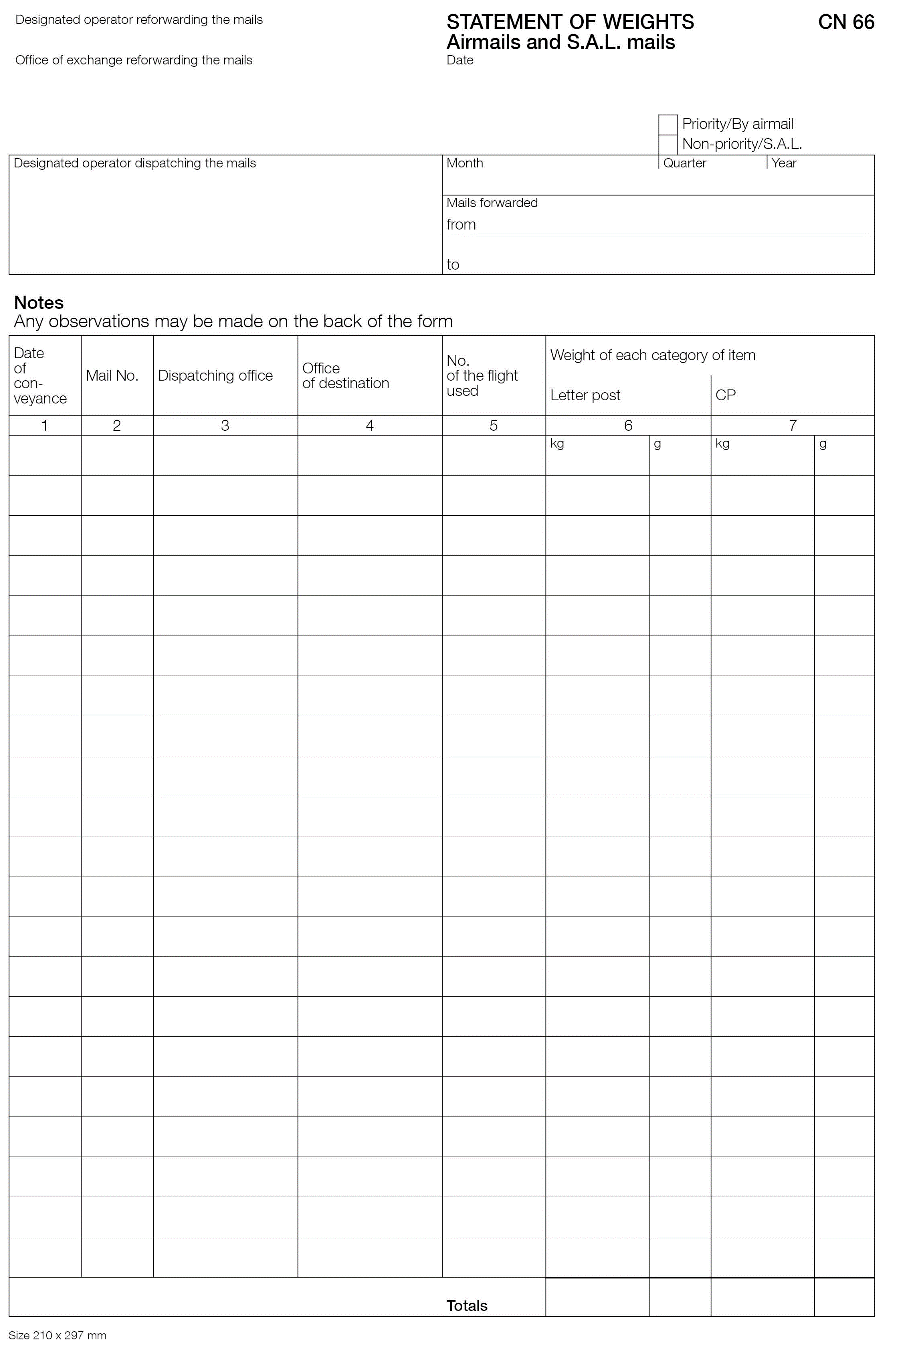 Designated operator reforwarding the mails
STATEMENT OF WEIGHTS
CN 66
Airmails and S.A.L. mails
Office of exchange reforwarding the mails
Date
Priority/By airmail
Non-priority/S.A.L.
Designated operator dispatching the mails
Month
Quarter
Year
Mails forwarded
from
to
Notes
Any observations may be made on the back of the form
Date
of
con-
veyance
Mail No.
Dispatching office
Office
of destination
No.
of the flight
used
Weight of each category of item
Letter post
CP
1 2 3 4 5 6 7
kg g kg g
Totals
Size 210 x 297 mm